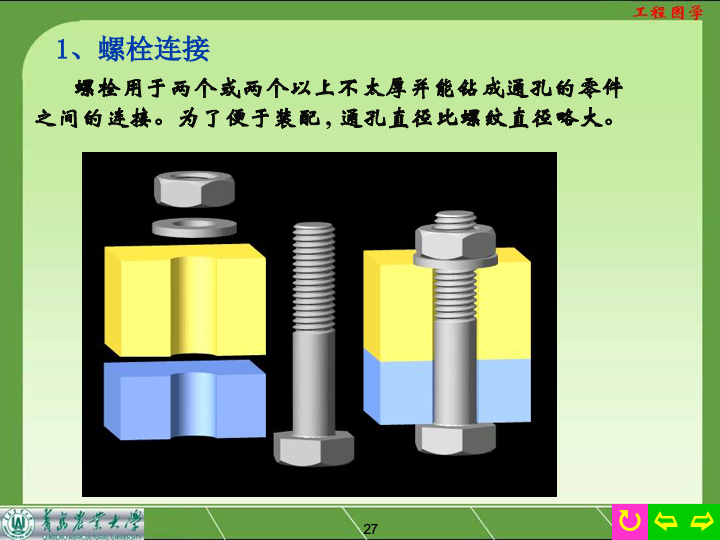 工程图学
1、螺栓连接
螺栓用于两个或两个以上不太厚并能钻成通孔的零件
之间的连接。为了便于装配，通孔直径比螺纹直径略大。
青岛农业大学
27